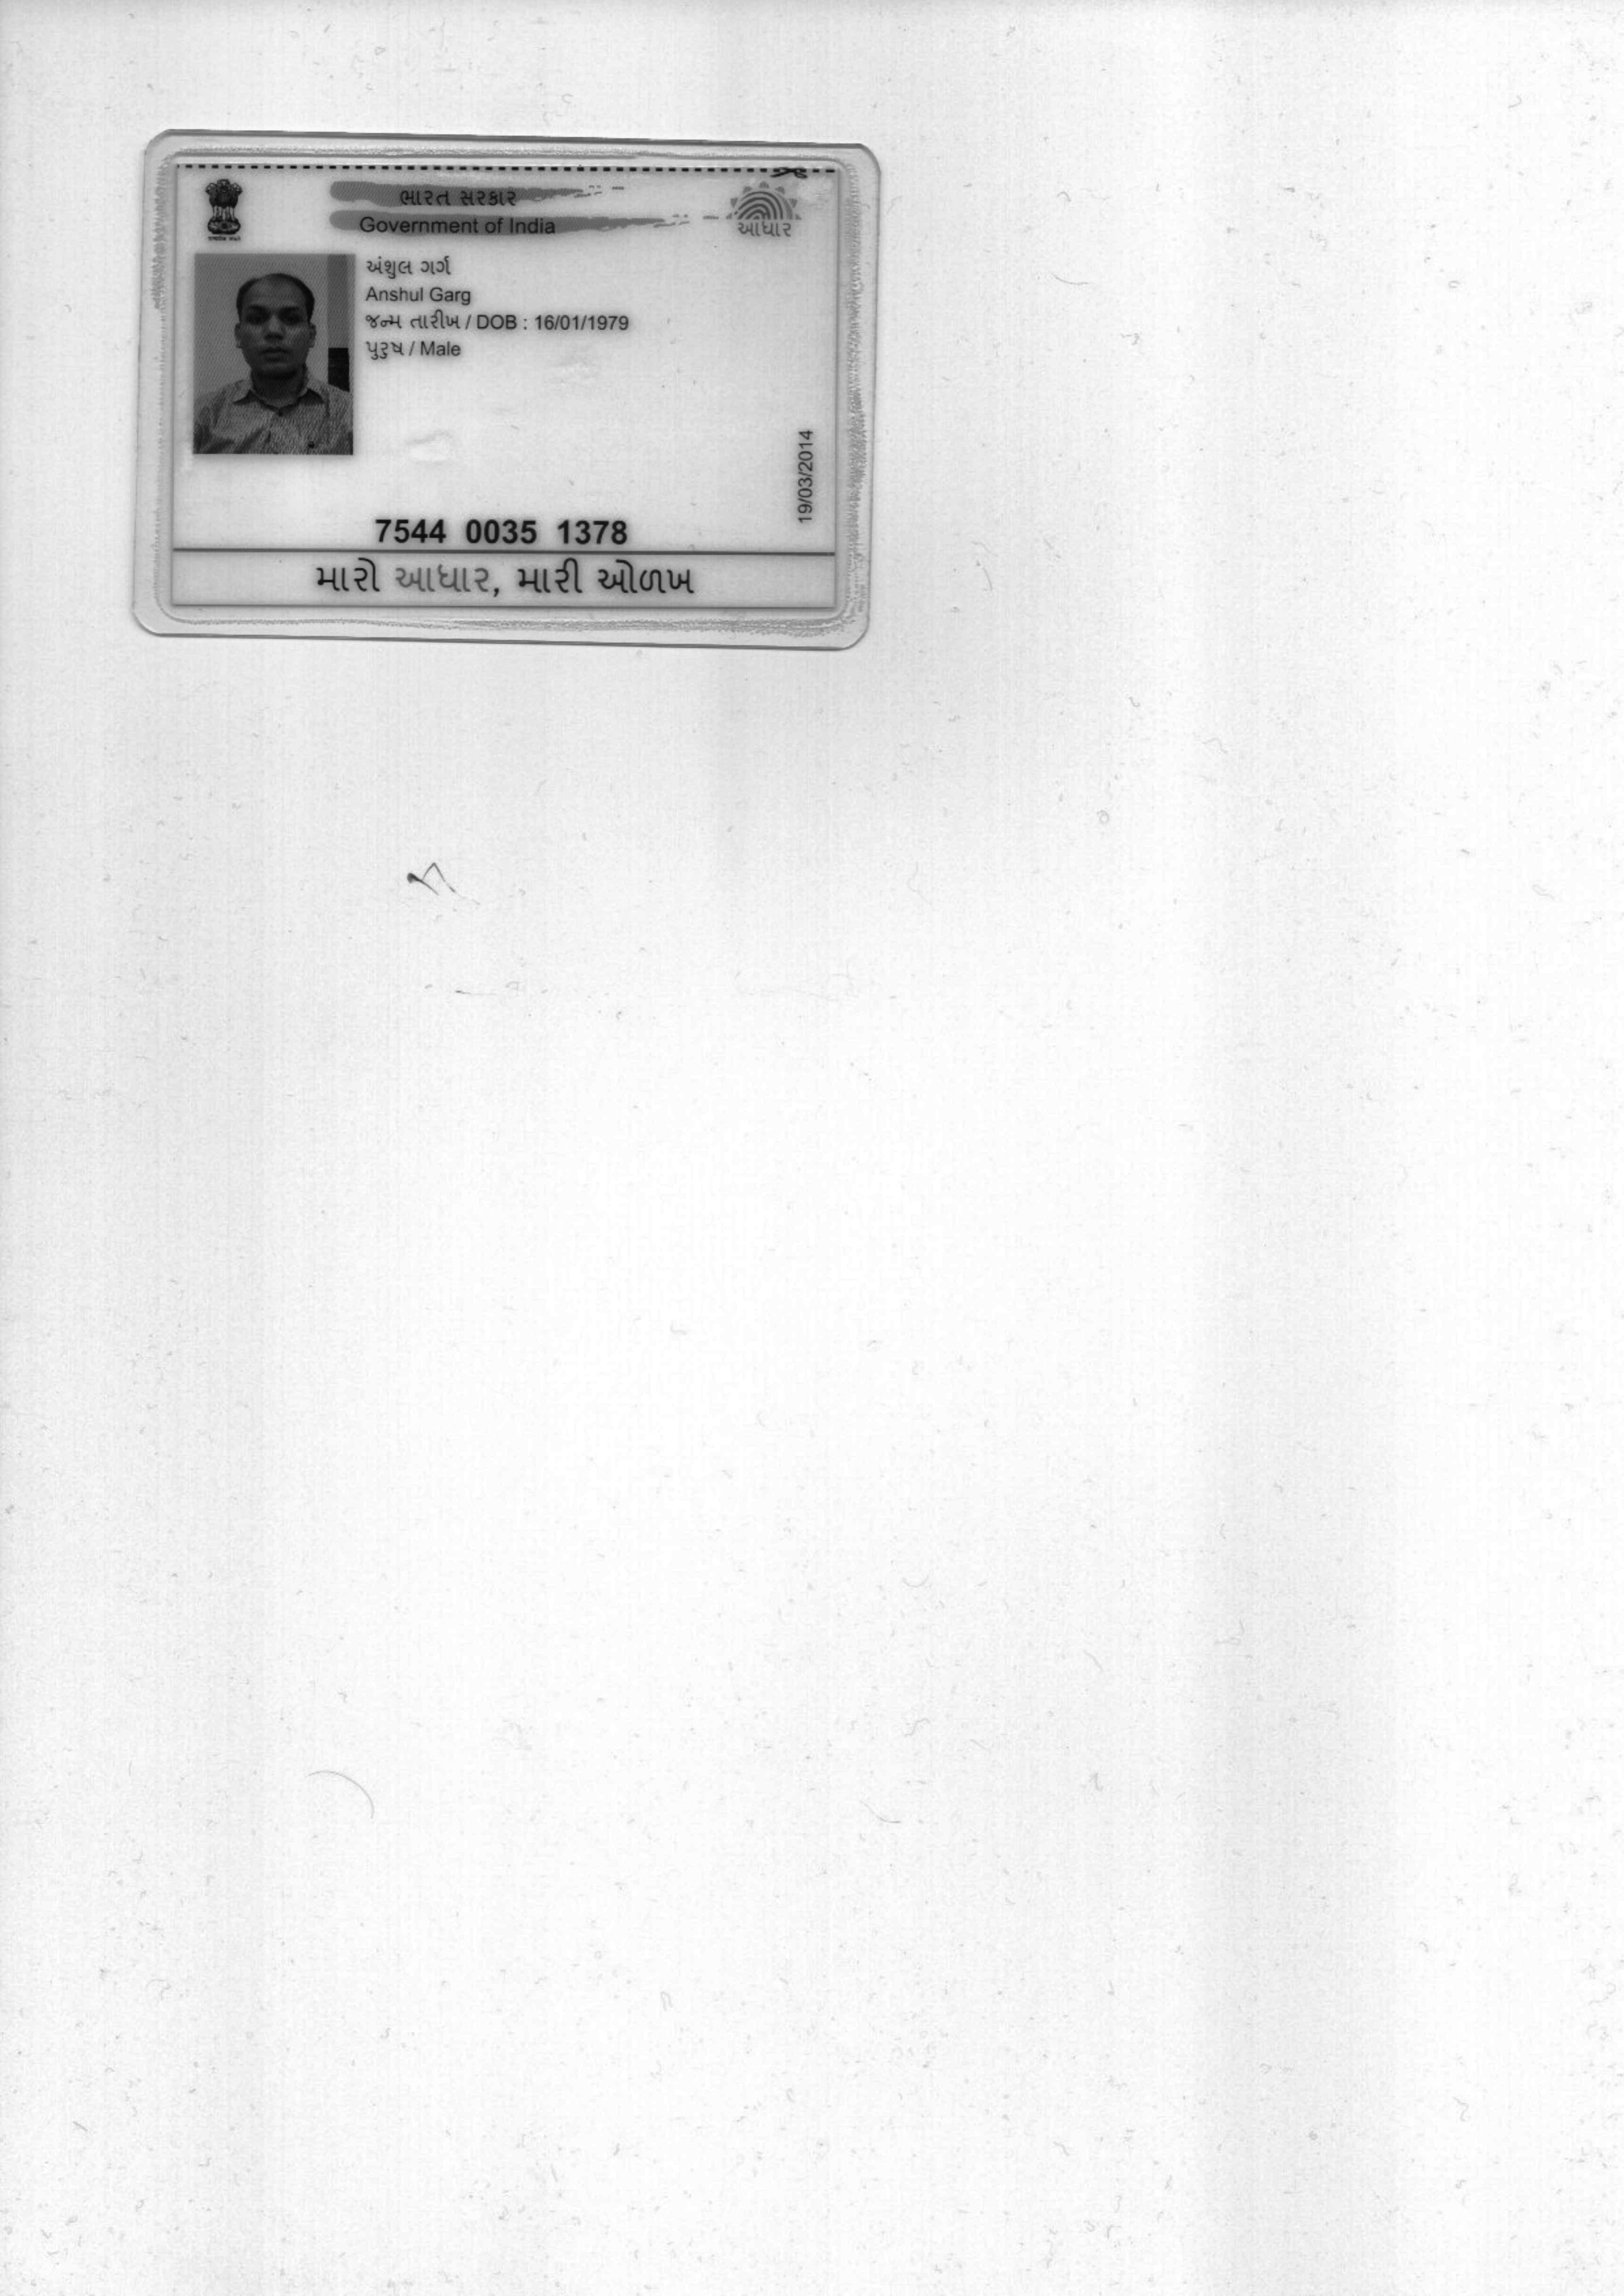 ભારત સરકાર
Government of India
આધાર
અંશુલ ગર્ગ
Anshul Garg
જન્મ તારીખ / DOB : 16/01/1979
પુરુષ / Male
19/03/2014
7544 0035 1378
મારો આધાર, મારી ઓળખ